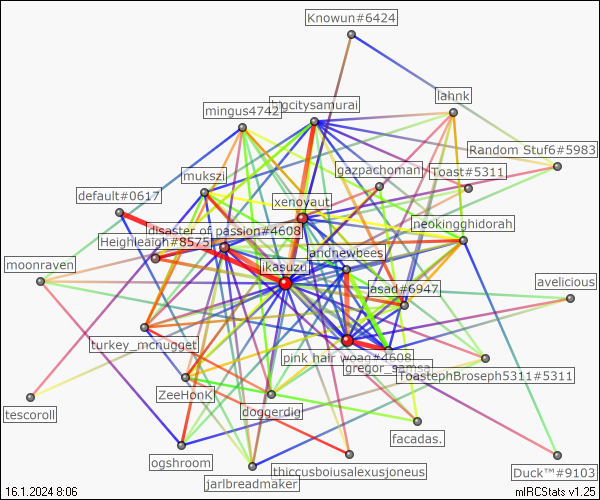 Knowun#6424
lahnk
bigcitysamurai
mingus4742
Random Stuf6#5983
gazpachoman
Toast#5311
mukszi
default#0617
xenoyaut
neokingghidorah
disaster of passion#4608
Heighleaigh#8575
andrewbees
moonraven
ikasuzu
asad#6947
avelicious
turkey_mcnugget
pink hair woag#4608
gregor_samsa
ToastephBroseph5311#5311
ZeeHonK
doggerdig
tescoroll
facadas.
ogshroom
thiccusboiusalexusjoneus
Duck™#9103
jarlbreadmaker
16.1.2024 8:06
mIRCStats v1.25